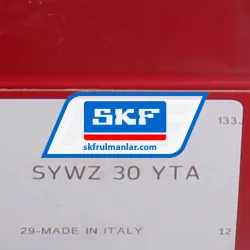 133.
SKF
skfrulmanlar.com
SYWZ 30 YTA
29-MADE IN ITALY
12